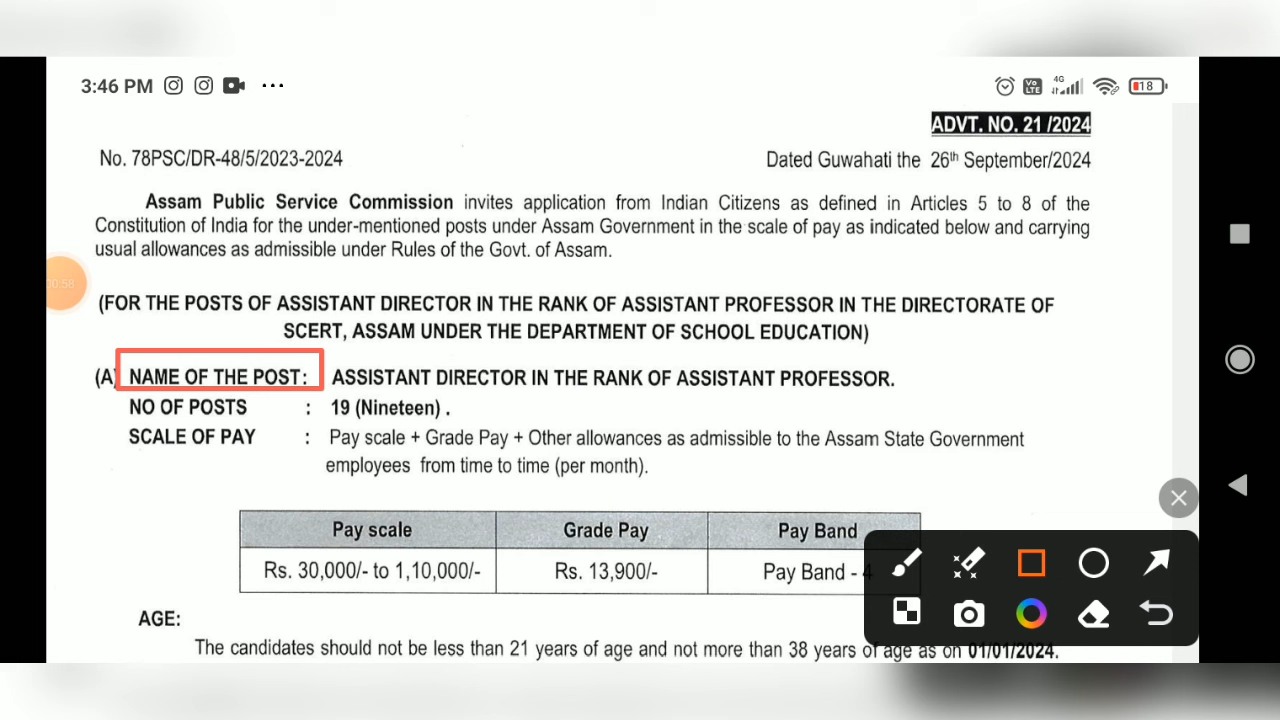 3:46 PM
4G
Vo LTE
18
ADVT. NO. 21 /2024
No. 78PSC/DR-48/5/2023-2024
Dated Guwahati the 26th September/2024
Assam Public Service Commission invites application from Indian Citizens as defined in Articles 5 to 8 of the
Constitution of India for the under-mentioned posts under Assam Government in the scale of pay as indicated below and carrying
usual allowances as admissible under Rules of the Govt. of Assam.
00:58
(FOR THE POSTS OF ASSISTANT DIRECTOR IN THE RANK OF ASSISTANT PROFESSOR IN THE DIRECTORATE OF
SCERT, ASSAM UNDER THE DEPARTMENT OF SCHOOL EDUCATION)
(A) NAME OF THE POST: ASSISTANT DIRECTOR IN THE RANK OF ASSISTANT PROFESSOR.
NO OF POSTS : 19 (Nineteen) .
SCALE OF PAY : Pay scale + Grade Pay + Other allowances as admissible to the Assam State Government
employees from time to time (per month).
Pay scale Grade Pay Pay Band
Rs. 30,000/- to 1,10,000/- Rs. 13,900/- Pay Band - 4
AGE:
The candidates should not be less than 21 years of age and not more than 38 years of age as on 01/01/2024.